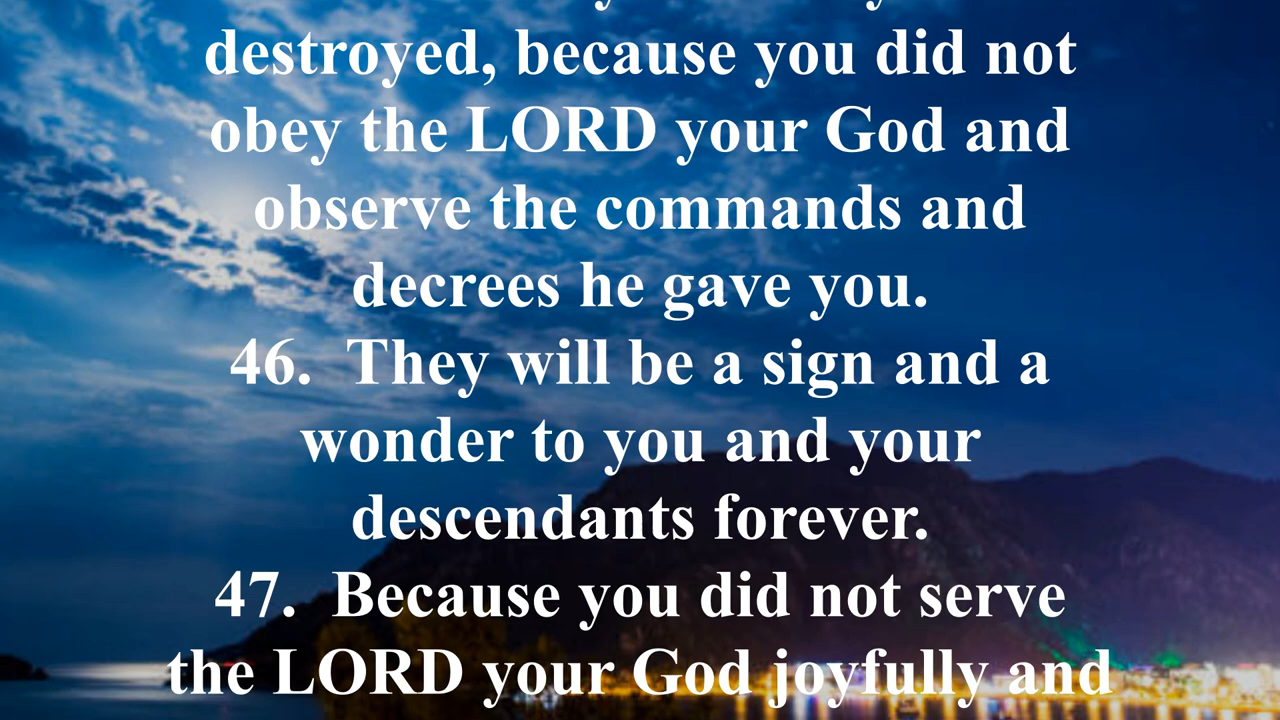 destroyed, because you did not
obey the LORD your God and
observe the commands and
decrees he gave you.
46.  They will be a sign and a
wonder to you and your
descendants forever.
47.  Because you did not serve
the LORD your God joyfully and